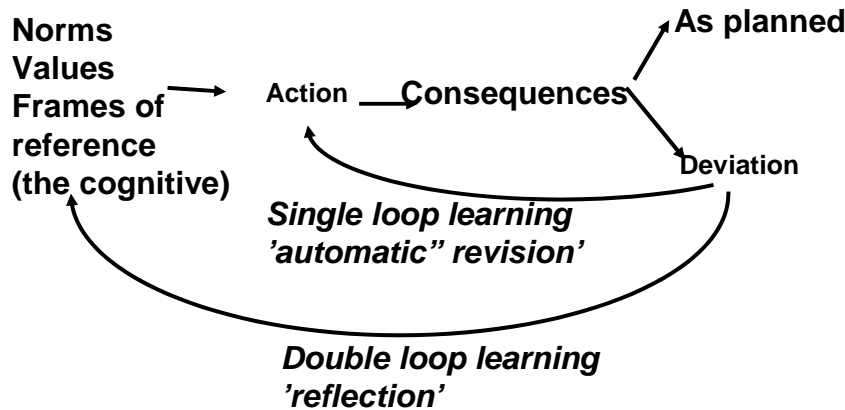 Norms
Values
Frames of
reference
(the cognitive)
Action
Consequences
As planned
Deviation
Single loop learning
’automatic” revision’
Double loop learning
’reflection’